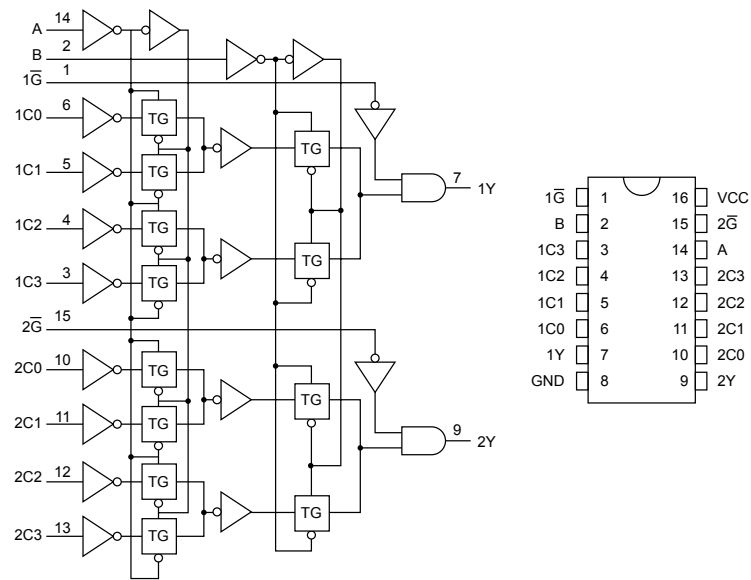 A 14
B 2
1G̅ 1
1C0 6
TG
TG
1C1 5
TG
7 1Y
1C2 4
TG
TG
1C3 3
TG
2G̅ 15
2C0 10
TG
TG
2C1 11
TG
9 2Y
2C2 12
TG
TG
2C3 13
TG
1G̅ 1 16 VCC
B 2 15 2G̅
1C3 3 14 A
1C2 4 13 2C3
1C1 5 12 2C2
1C0 6 11 2C1
1Y 7 10 2C0
GND 8 9 2Y